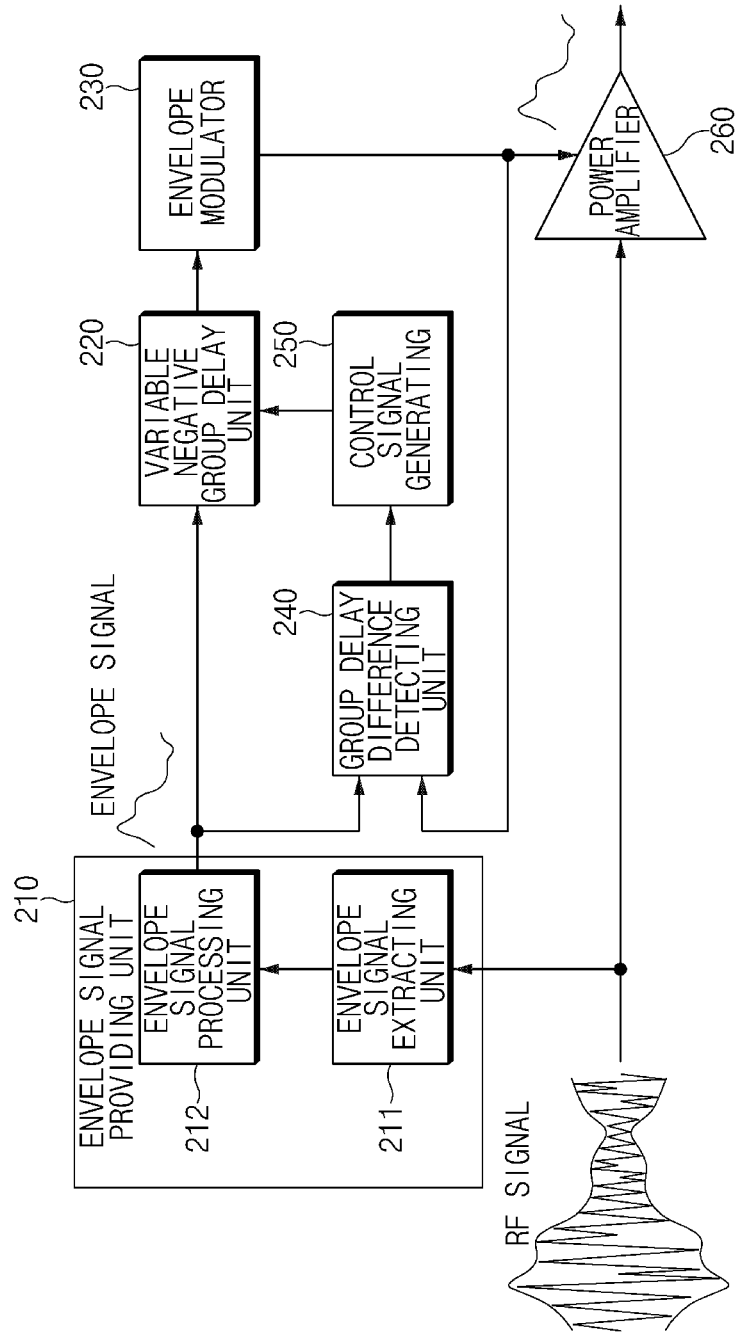 210
ENVELOPE SIGNAL
PROVIDING UNIT
ENVELOPE
SIGNAL
PROCESSING
UNIT
212
ENVELOPE
SIGNAL
EXTRACTING
UNIT
211
RF SIGNAL
ENVELOPE SIGNAL
220
VARIABLE
NEGATIVE
GROUP DELAY
UNIT
230
ENVELOPE
MODULATOR
240
GROUP DELAY
DIFFERENCE
DETECTING
UNIT
250
CONTROL
SIGNAL
GENERATING
POWER
AMPLIFIER
260